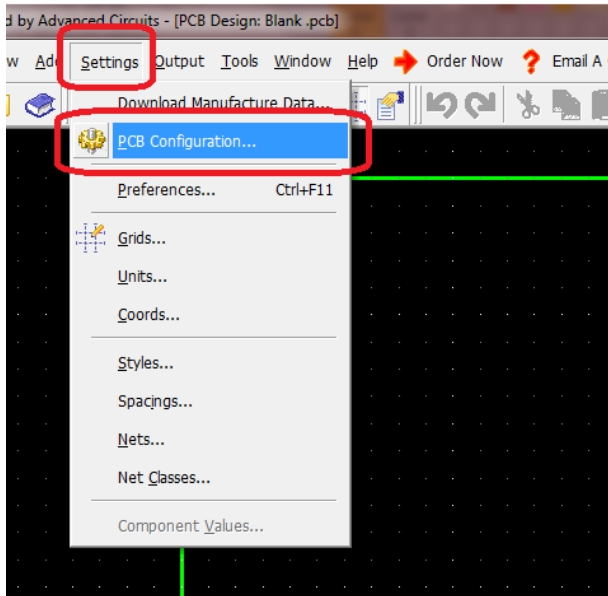 d by Advanced Circuits - [PCB Design: Blank .pcb]
w Add Settings Output Tools Window Help Order Now ? Email A
Download Manufacture Data...
PCB Configuration...
Preferences... Ctrl+F11
Grids...
Units...
Coords...
Styles...
Spacings...
Nets...
Net Classes...
Component Values...